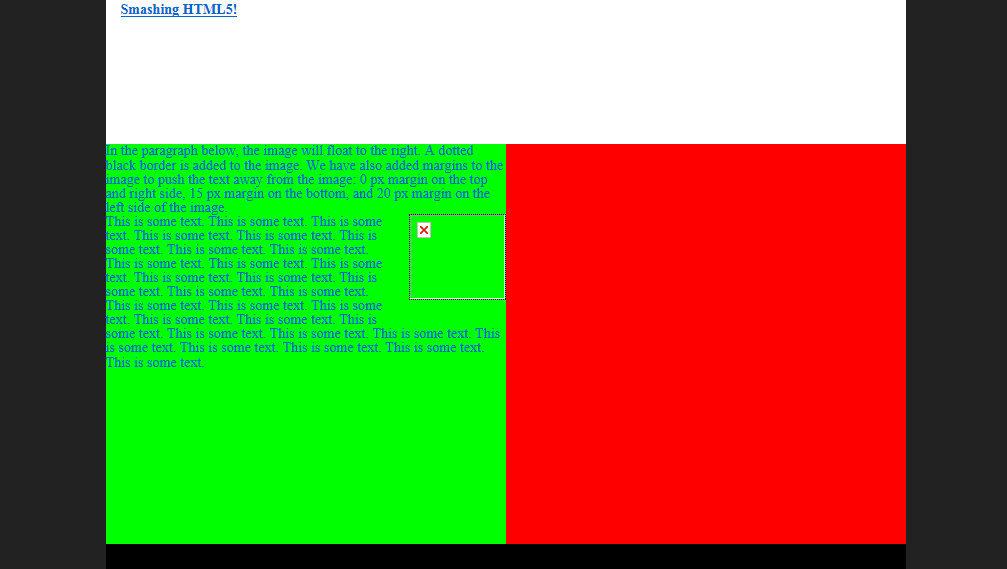 Smashing HTML5!
In the paragraph below, the image will float to the right. A dotted
black border is added to the image. We have also added margins to the
image to push the text away from the image: 0 px margin on the top
and right side, 15 px margin on the bottom, and 20 px margin on the
left side of the image.
This is some text. This is some text. This is some
text. This is some text. This is some text. This is
some text. This is some text. This is some text.
This is some text. This is some text. This is some
text. This is some text. This is some text. This is
some text. This is some text. This is some text.
This is some text. This is some text. This is some
text. This is some text. This is some text. This is
some text. This is some text. This is some text. This is some text. This
is some text. This is some text. This is some text. This is some text.
This is some text.